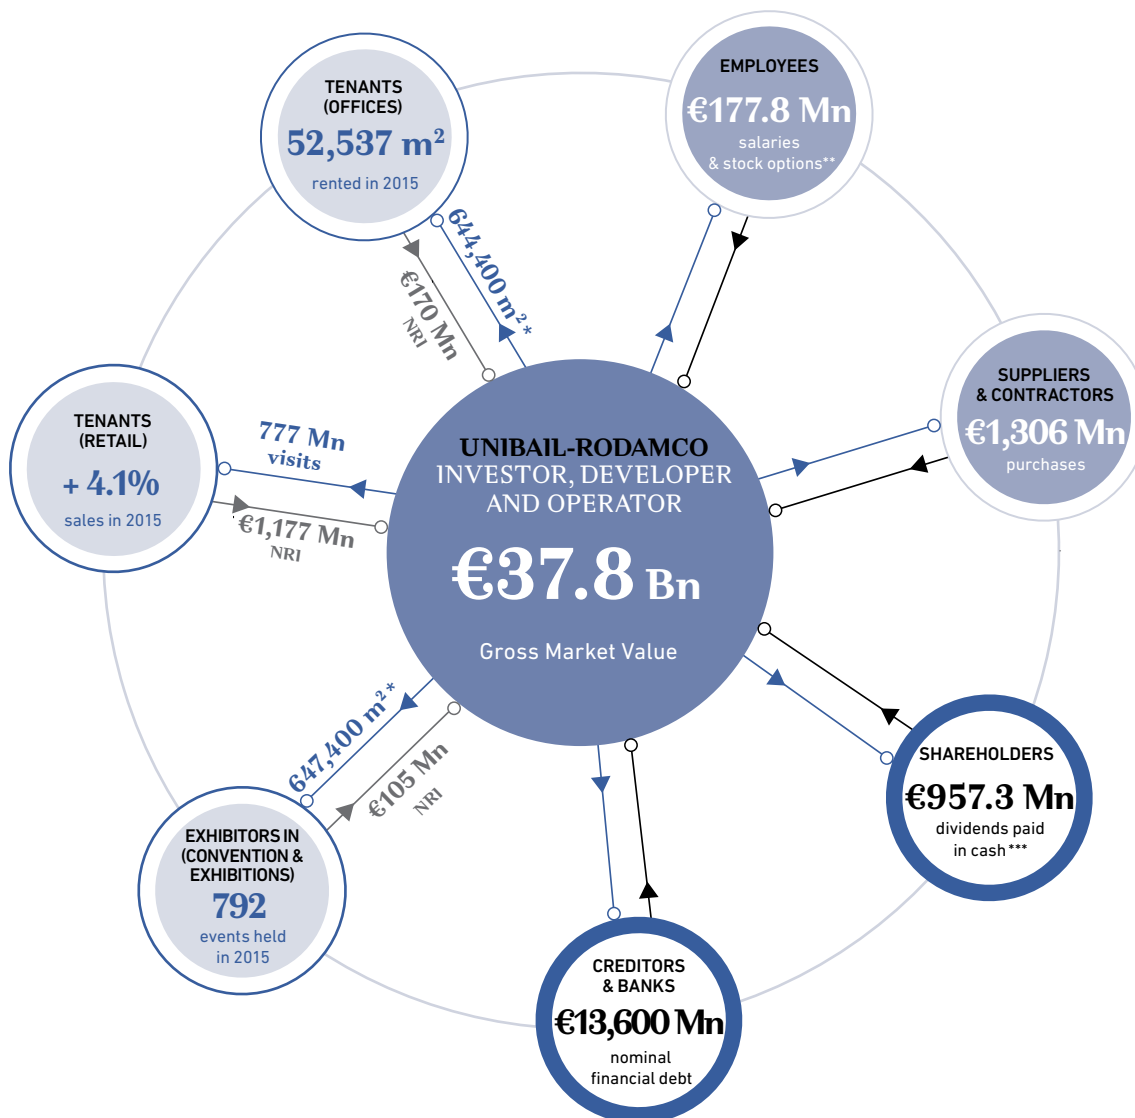 EMPLOYEES
€177.8 Mn
salaries
& stock options**
TENANTS
(OFFICES)
52,537 m²
rented in 2015
644,400 m²*
€170 Mn
NRI
SUPPLIERS
& CONTRACTORS
€1,306 Mn
purchases
TENANTS
(RETAIL)
+ 4.1%
sales in 2015
777 Mn
visits
€1,177 Mn
NRI
UNIBAIL-RODAMCO
INVESTOR, DEVELOPER
AND OPERATOR
€37.8 Bn
Gross Market Value
647,400 m²*
€105 Mn
NRI
SHAREHOLDERS
€957.3 Mn
dividends paid
in cash***
EXHIBITORS IN
(CONVENTION &
EXHIBITIONS)
792
events held
in 2015
CREDITORS
& BANKS
€13,600 Mn
nominal
financial debt